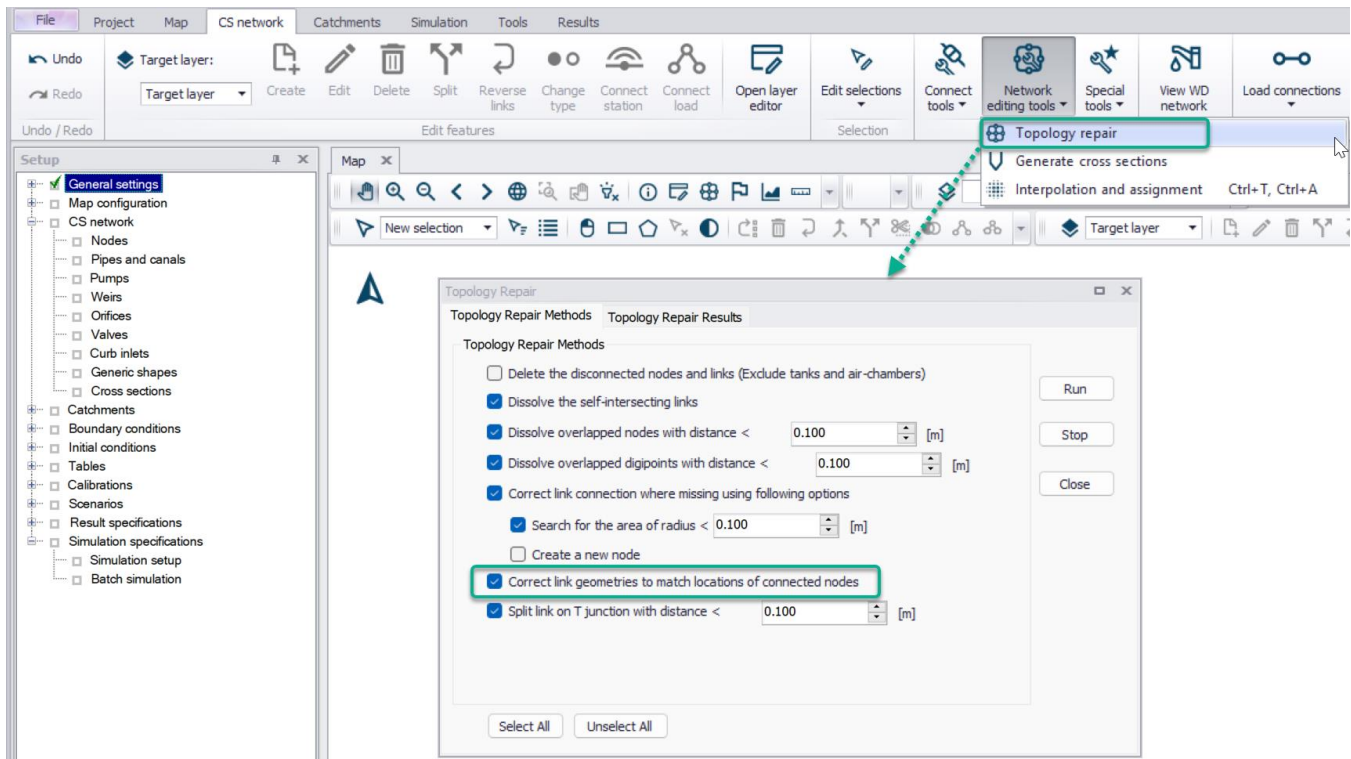 File Project Map CS network Catchments Simulation Tools Results
Undo Target layer:
Redo Target layer Create Edit Delete Split Reverse links Change type Connect station Connect load Open layer editor Edit selections Connect tools Network editing tools Special tools View WD network Load connections
Undo / Redo Edit features Selection
Topology repair
Generate cross sections
Interpolation and assignment Ctrl+T, Ctrl+A
Setup
General settings
Map configuration
CS network
Nodes
Pipes and canals
Pumps
Weirs
Orifices
Valves
Curb inlets
Generic shapes
Cross sections
Catchments
Boundary conditions
Initial conditions
Tables
Calibrations
Scenarios
Result specifications
Simulation specifications
Simulation setup
Batch simulation
Map
New selection Target layer
Topology Repair
Topology Repair Methods Topology Repair Results
Topology Repair Methods
Delete the disconnected nodes and links (Exclude tanks and air-chambers)
Dissolve the self-intersecting links
Dissolve overlapped nodes with distance < 0.100 [m]
Dissolve overlapped digipoints with distance < 0.100 [m]
Correct link connection where missing using following options
Search for the area of radius < 0.100 [m]
Create a new node
Correct link geometries to match locations of connected nodes
Split link on T junction with distance < 0.100 [m]
Run
Stop
Close
Select All Unselect All